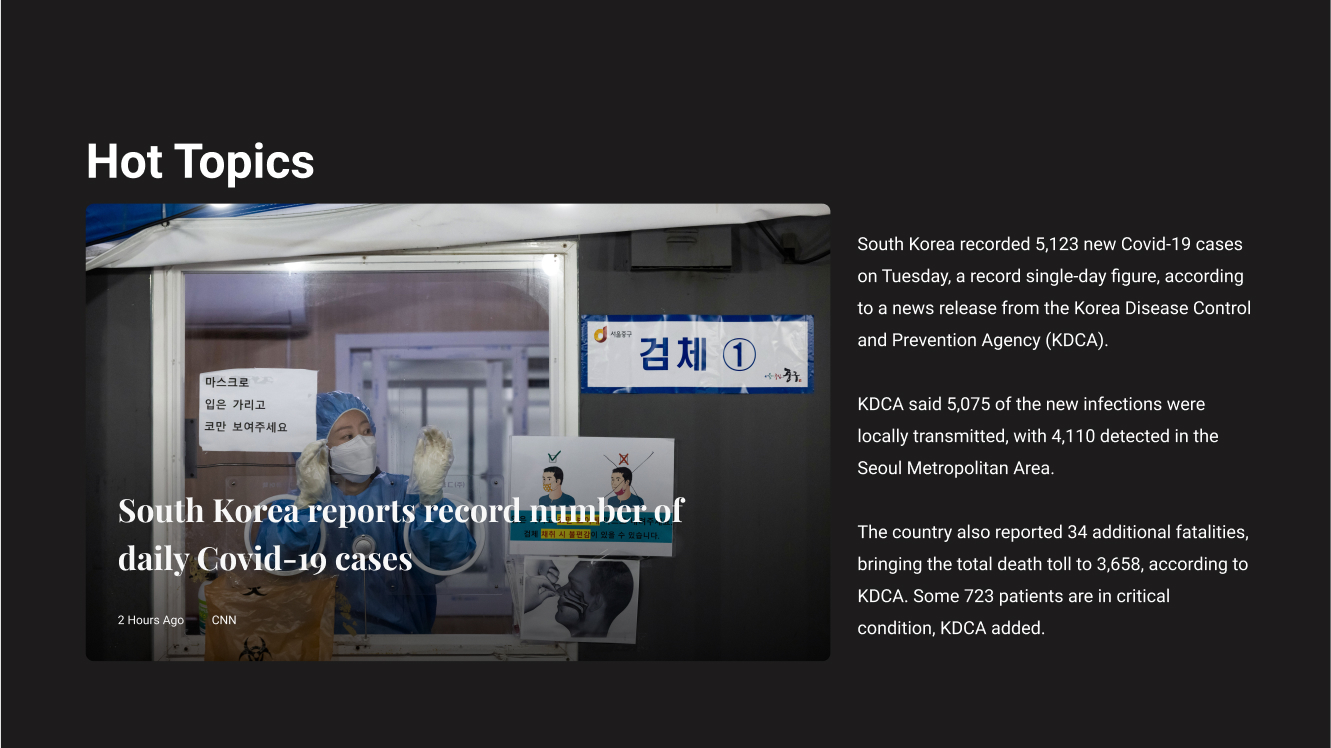 Hot Topics
서울중구
검체 ①
중구
마스크로
입은 가리고
코만 보여주세요
검체 채취 시 불편감이 있을 수 있습니다.
South Korea reports record number of
daily Covid-19 cases
2 Hours Ago CNN
South Korea recorded 5,123 new Covid-19 cases
on Tuesday, a record single-day figure, according
to a news release from the Korea Disease Control
and Prevention Agency (KDCA).
KDCA said 5,075 of the new infections were
locally transmitted, with 4,110 detected in the
Seoul Metropolitan Area.
The country also reported 34 additional fatalities,
bringing the total death toll to 3,658, according to
KDCA. Some 723 patients are in critical
condition, KDCA added.